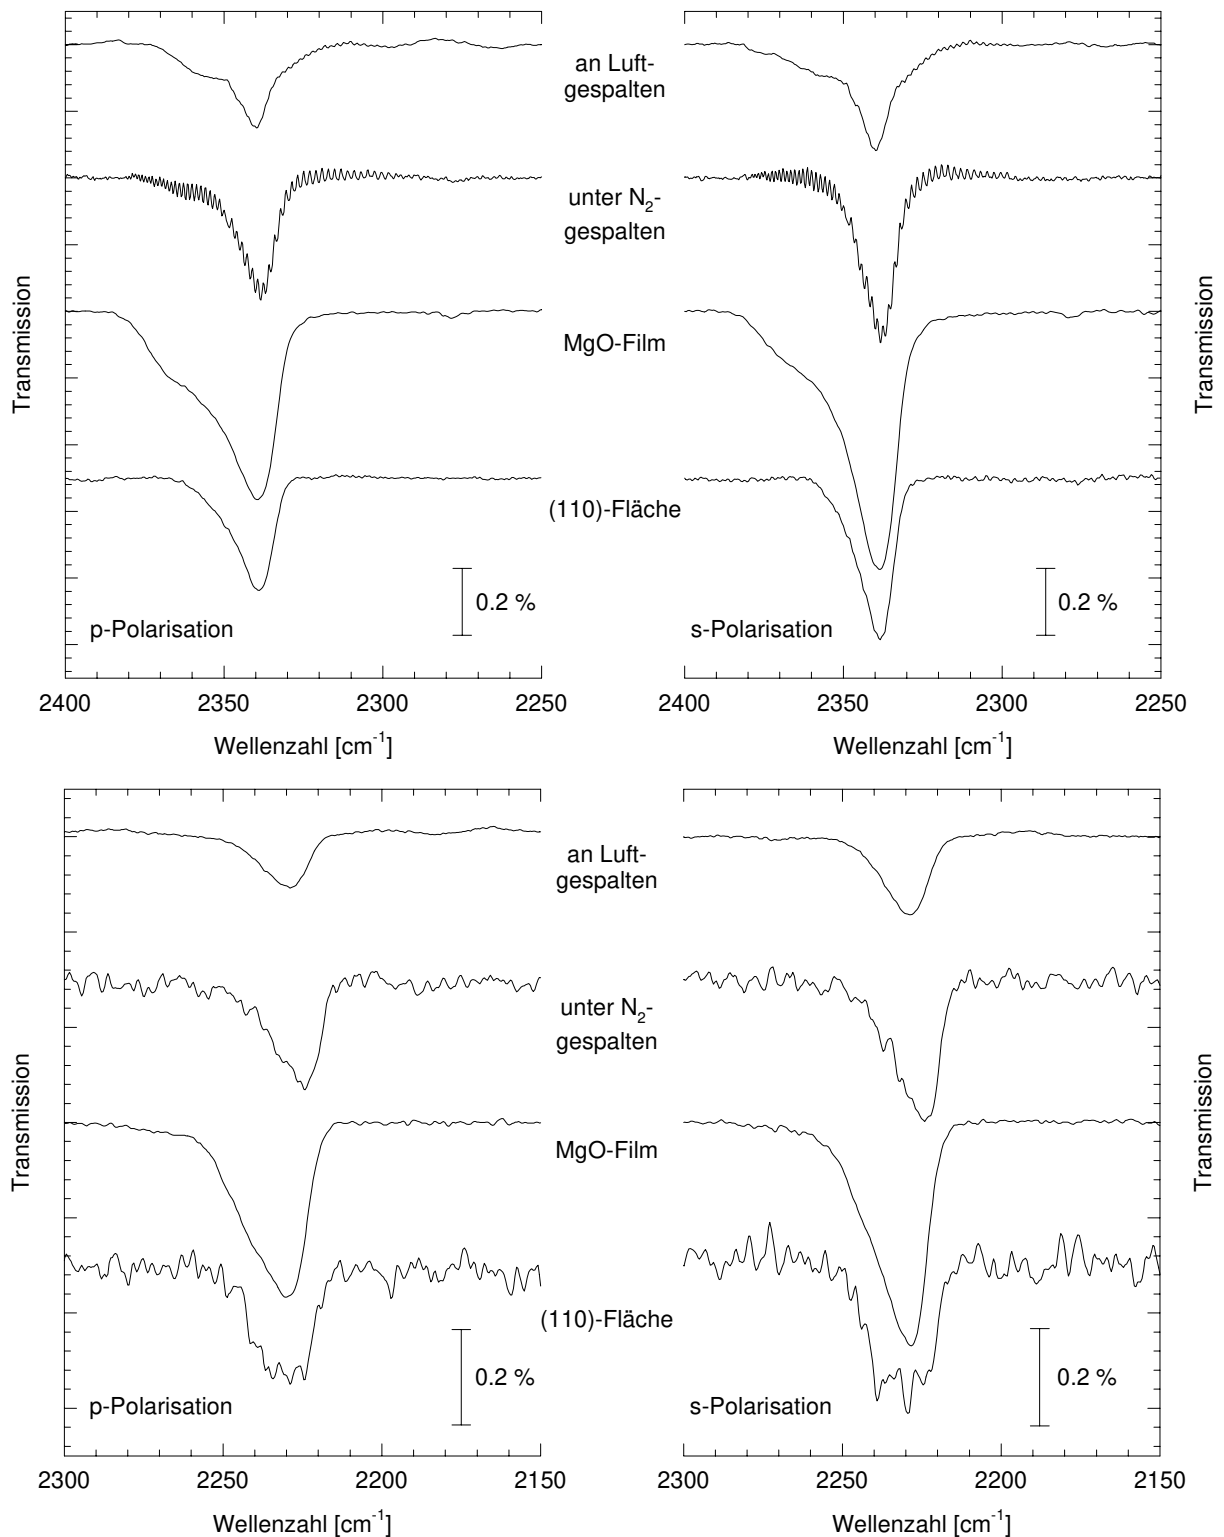 an Luft-
gespalten
unter N₂-
gespalten
MgO-Film
(110)-Fläche
Transmission
Transmission
0.2 %
0.2 %
p-Polarisation
s-Polarisation
2400 2350 2300 2250
2400 2350 2300 2250
Wellenzahl [cm⁻¹]
Wellenzahl [cm⁻¹]
an Luft-
gespalten
unter N₂-
gespalten
MgO-Film
(110)-Fläche
Transmission
Transmission
0.2 %
0.2 %
p-Polarisation
s-Polarisation
2300 2250 2200 2150
2300 2250 2200 2150
Wellenzahl [cm⁻¹]
Wellenzahl [cm⁻¹]